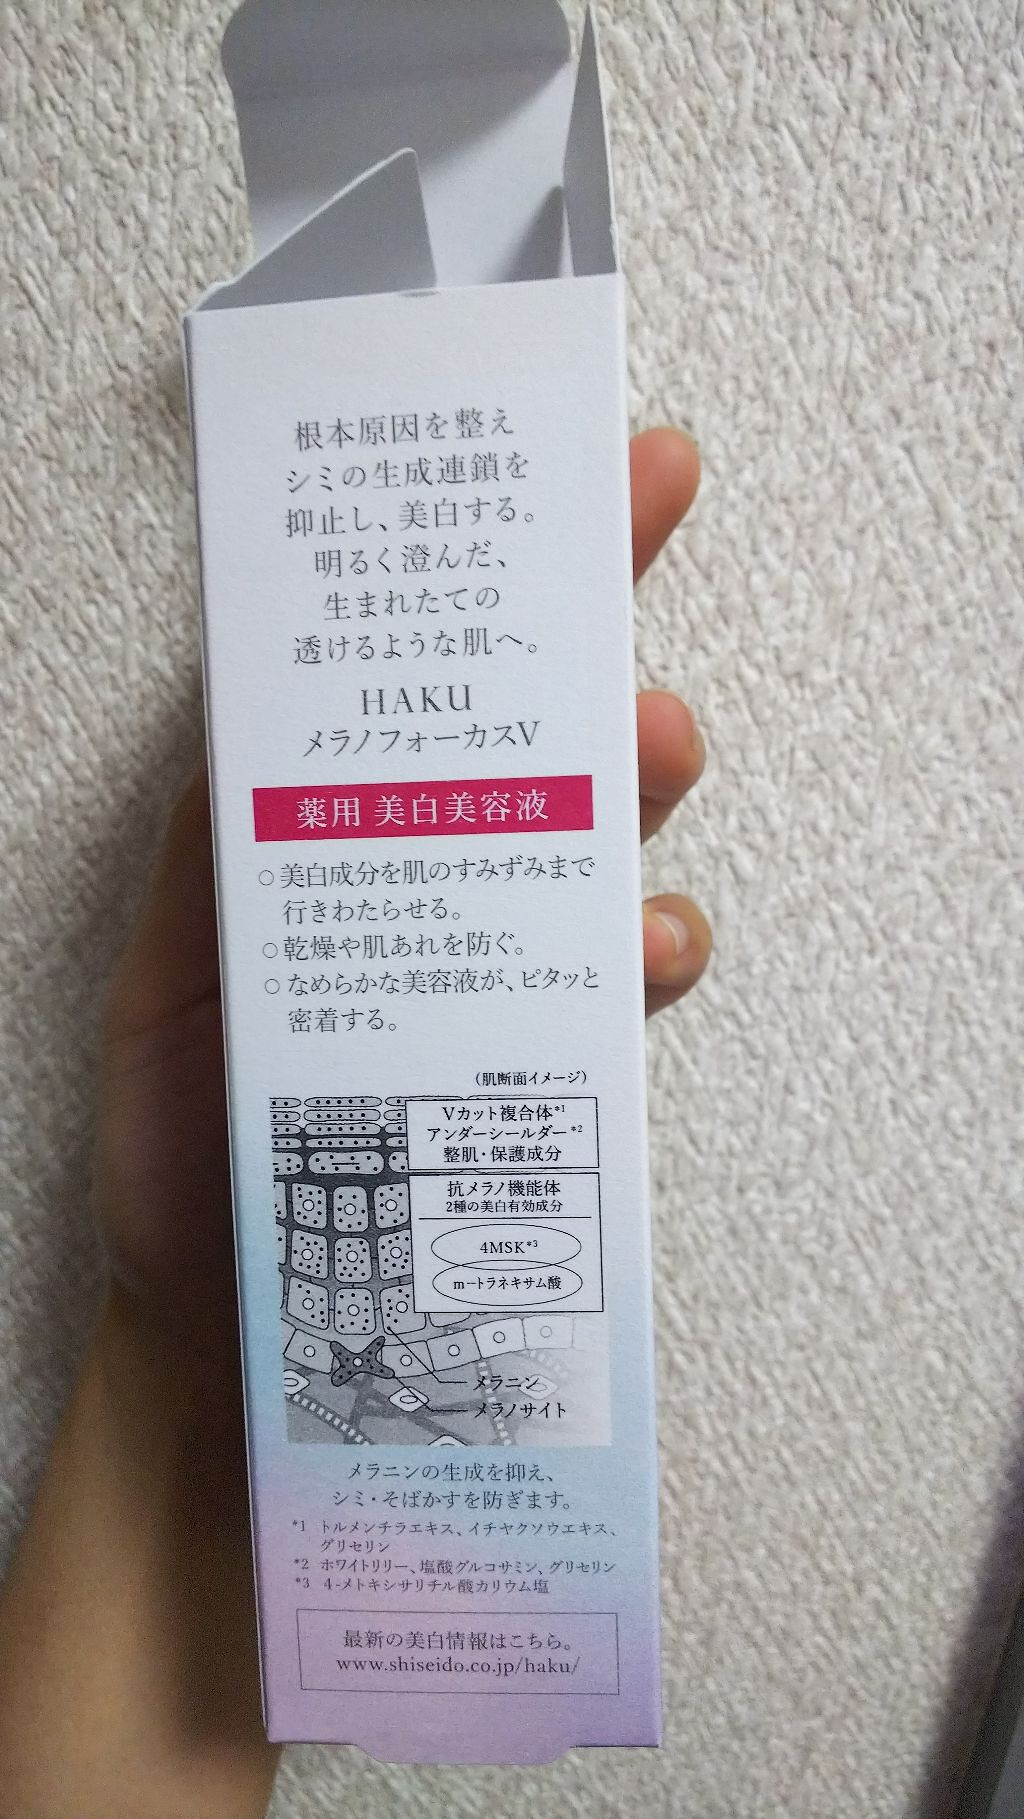 根本原因を整え
シミの生成連鎖を
抑止し、美白する。
明るく澄んだ、
生まれたての
透けるような肌へ。
HAKU
メラノフォーカスV
薬用 美白美容液
○美白成分を肌のすみずみまで
行きわたらせる。
○乾燥や肌あれを防ぐ。
○なめらかな美容液が、ピタッと
密着する。
(肌断面イメージ)
Vカット複合体*1
アンダーシールダー*2
整肌・保護成分
抗メラノ機能体
2種の美白有効成分
4MSK*3
m-トラネキサム酸
メラニン
メラノサイト
メラニンの生成を抑え、
シミ・そばかすを防ぎます。
*1 トルメンチラエキス、イチヤクソウエキス、
グリセリン
*2 ホワイトリリー、塩酸グルコサミン、グリセリン
*3 4-メトキシサリチル酸カリウム塩
最新の美白情報はこちら。
www.shiseido.co.jp/haku/